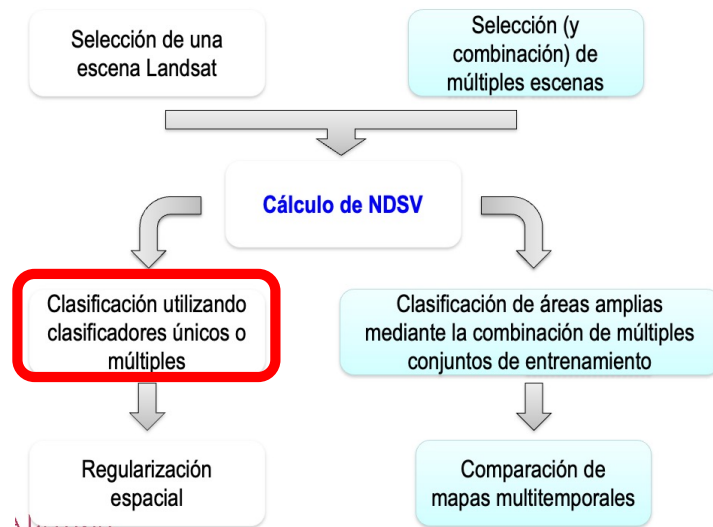 Selección de una
escena Landsat
Selección (y
combinación) de
múltiples escenas
Cálculo de NDSV
Clasificación utilizando
clasificadores únicos o
múltiples
Clasificación de áreas amplias
mediante la combinación de múltiples
conjuntos de entrenamiento
Regularización
espacial
Comparación de
mapas multitemporales